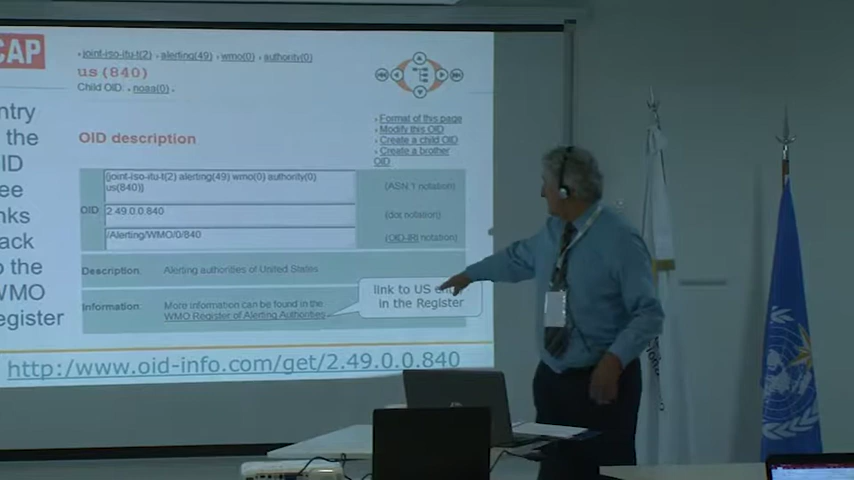 CAP
joint-iso-itu-t(2) alerting(49) wmo(0) authority(0)
us (840)
Child OID: noaa(0)
ntry
the
ID
ee
nks
ack
o the
WMO
egister
OID description
Format of this page
Modify this OID
Create a child OID
Create a brother
OID
OID:
{joint-iso-itu-t(2) alerting(49) wmo(0) authority(0)
us(840)}
(ASN.1 notation)
2.49.0.0.840
(dot notation)
/Alerting/WMO/0/840
(OID-IRI notation)
Description: Alerting authorities of United States
Information: More information can be found in the
WMO Register of Alerting Authorities
link to US
in the Register
http://www.oid-info.com/get/2.49.0.0.840